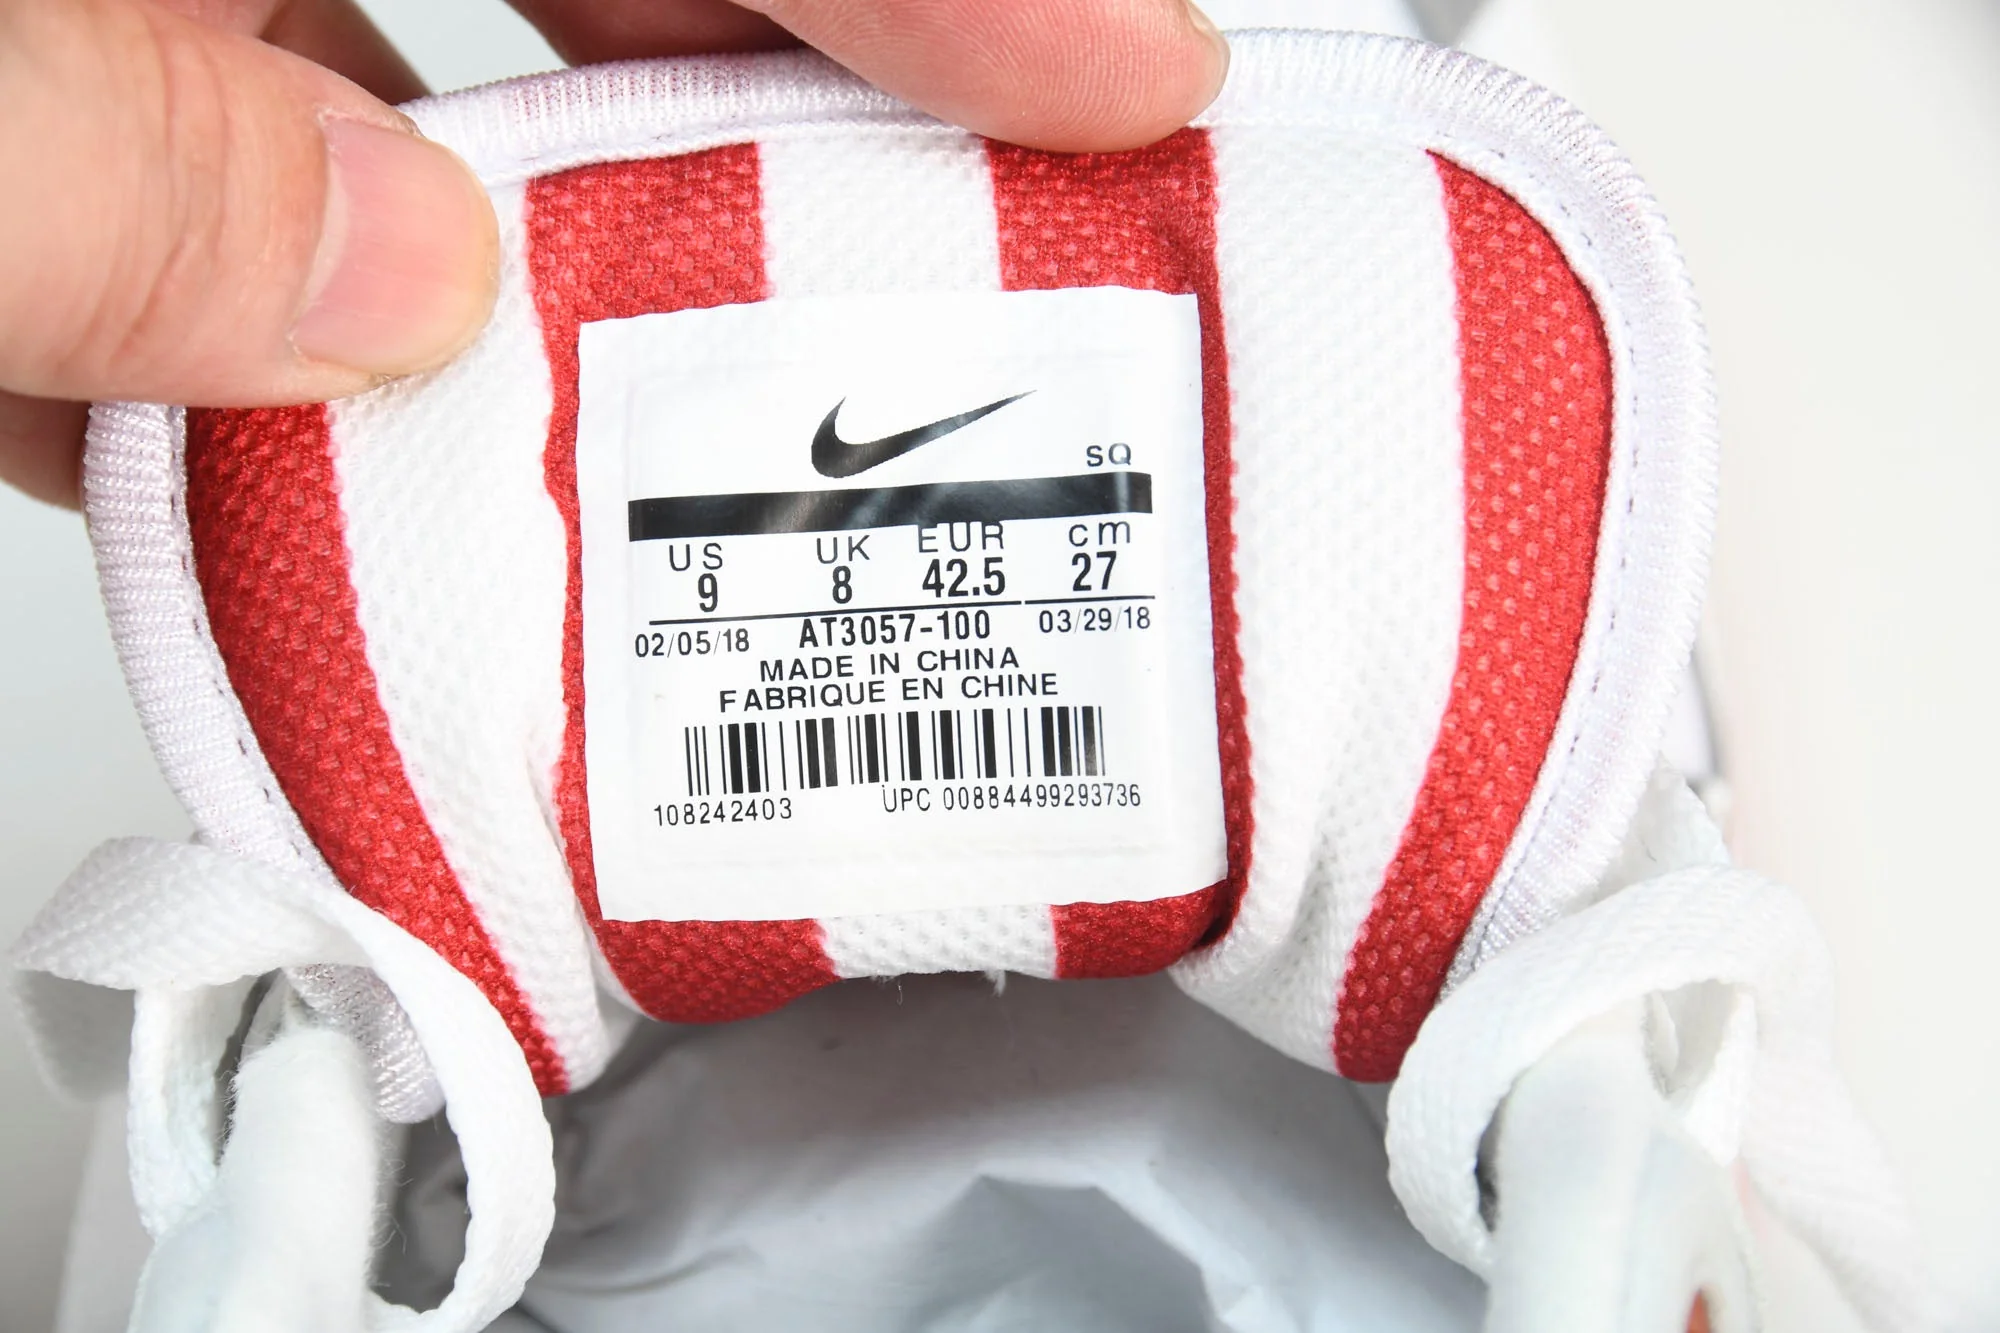 SQ
US UK EUR cm
9 8 42.5 27
02/05/18 AT3057-100 03/29/18
MADE IN CHINA
FABRIQUE EN CHINE
108242403 UPC 00884499293736